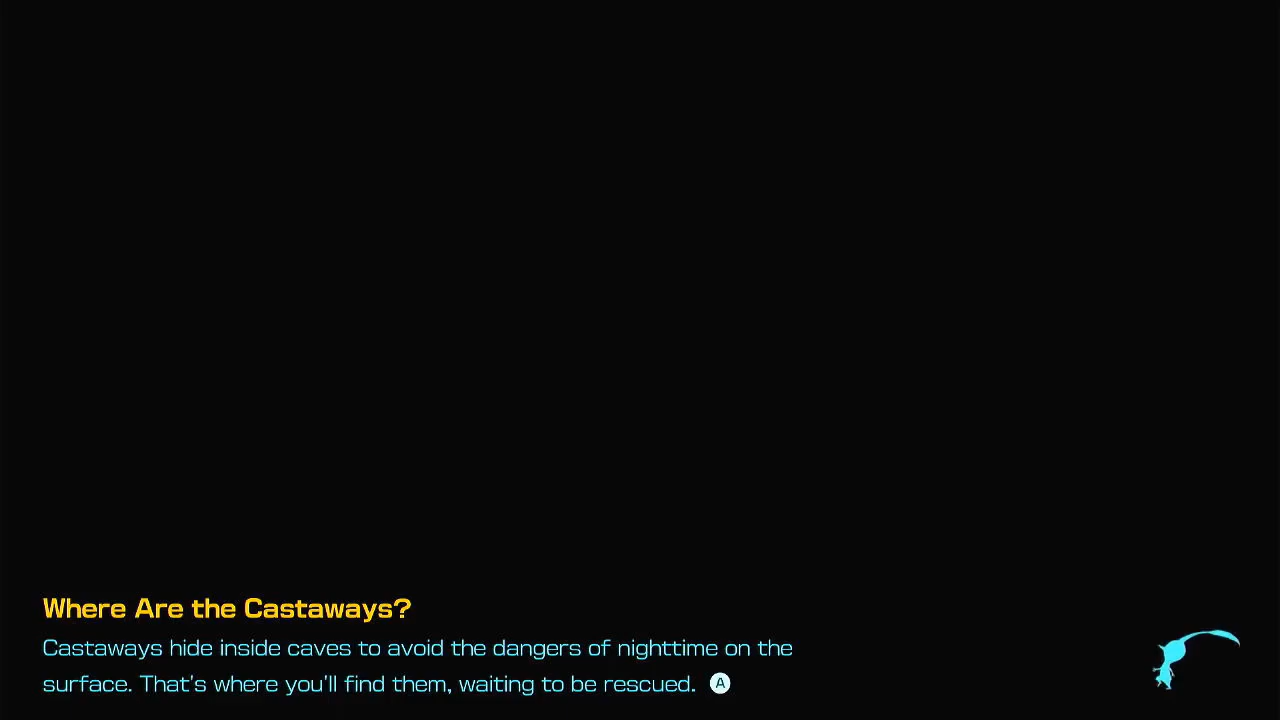 Where Are the Castaways?
Castaways hide inside caves to avoid the dangers of nighttime on the
surface. That's where you'll find them, waiting to be rescued. A